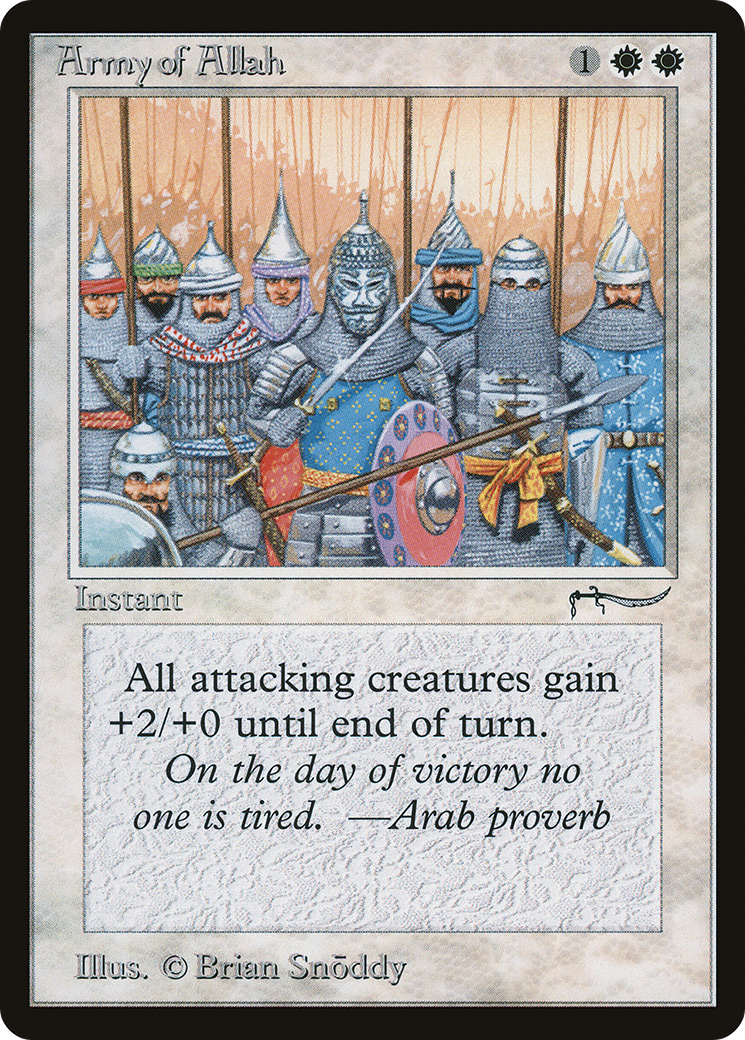 Army of Allah 1
Instant
All attacking creatures gain
+2/+0 until end of turn.
On the day of victory no
one is tired. —Arab proverb
Illus. © Brian Snōddy